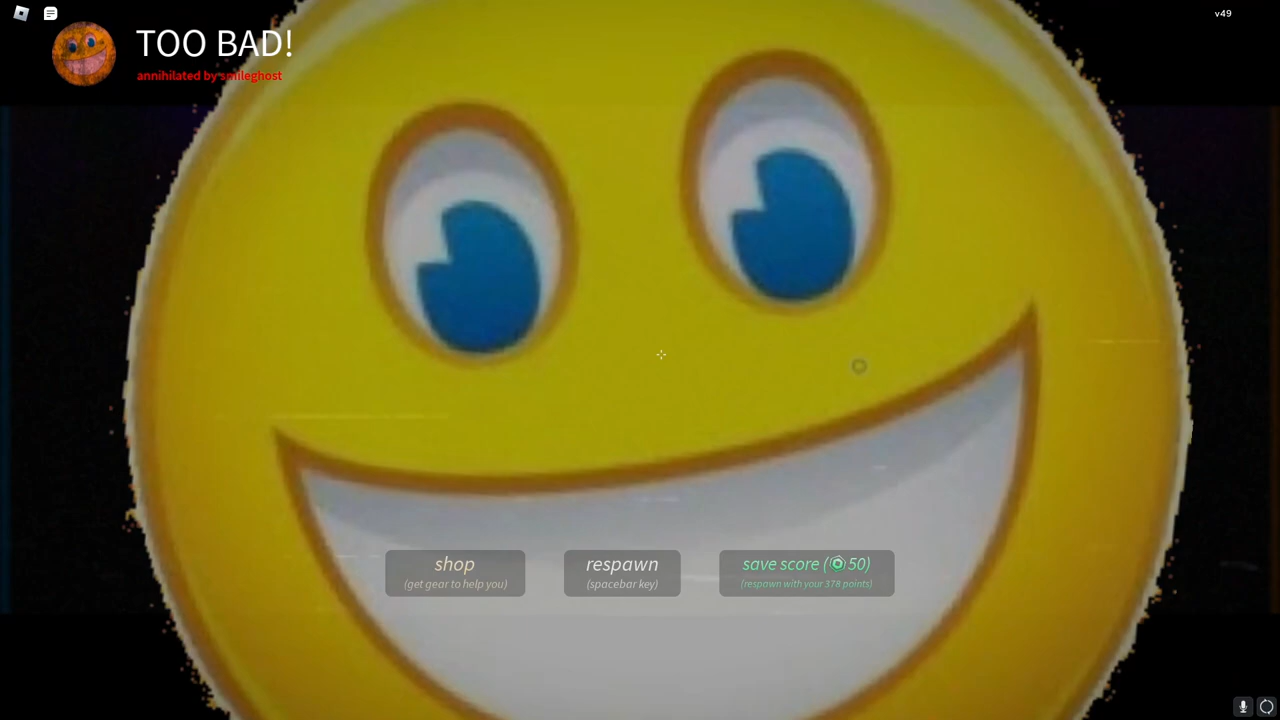 v49
TOO BAD!
annihilated by smileghost
shop
(get gear to help you)
respawn
(spacebar key)
save score (50)
(respawn with your 378 points)